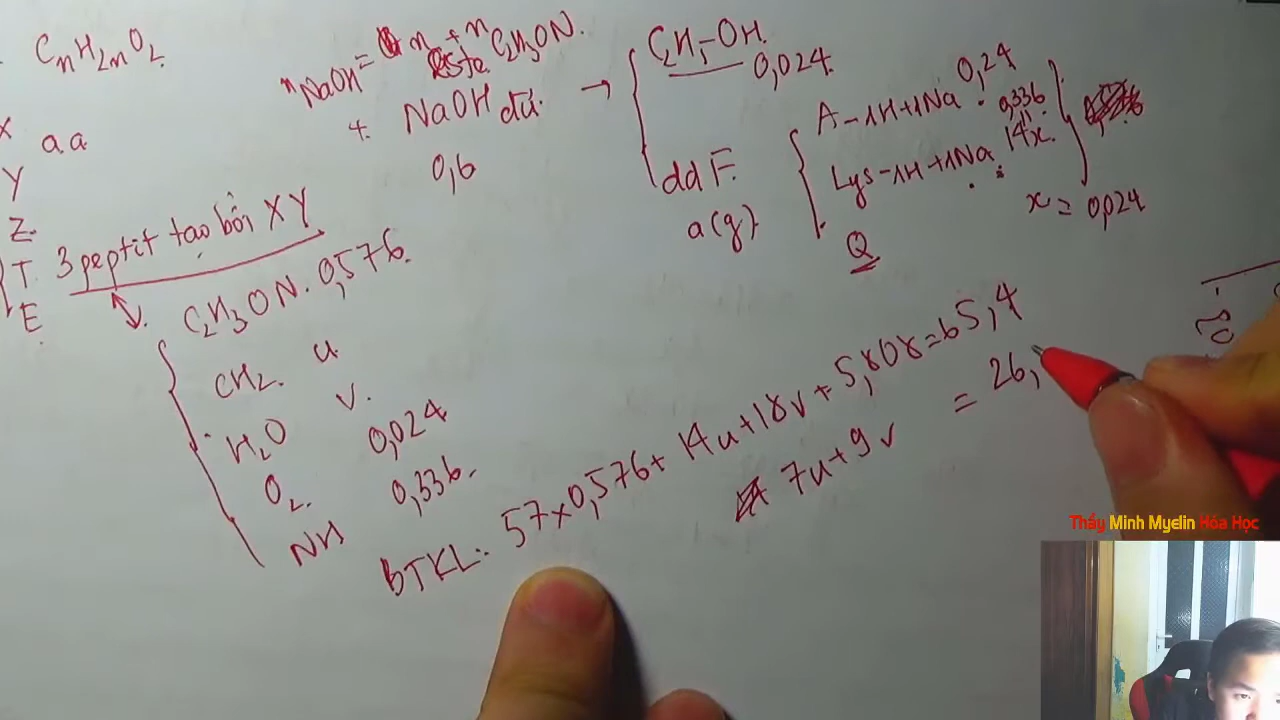 CnH2nO2
X aa
Y
Z
T
E
3 peptit tạo bởi XY
nNaOH = n este + n C2H3ON.
+ NaOH đủ. →
0,6
C2H5-OH.
0,024
ddF.
a(g)
A-1H+1Na 0,24
Lys-1H+1Na 14x
0,336
x = 0,024
Q
C2H3ON. 0,576.
CH2. u
H2O v.
O2. 0,024
NH 0,336.
BTKL: 57×0,576+14u+18v+5,808=65,4
7u+9v = 26,
Thầy Minh Myelin Hóa Học